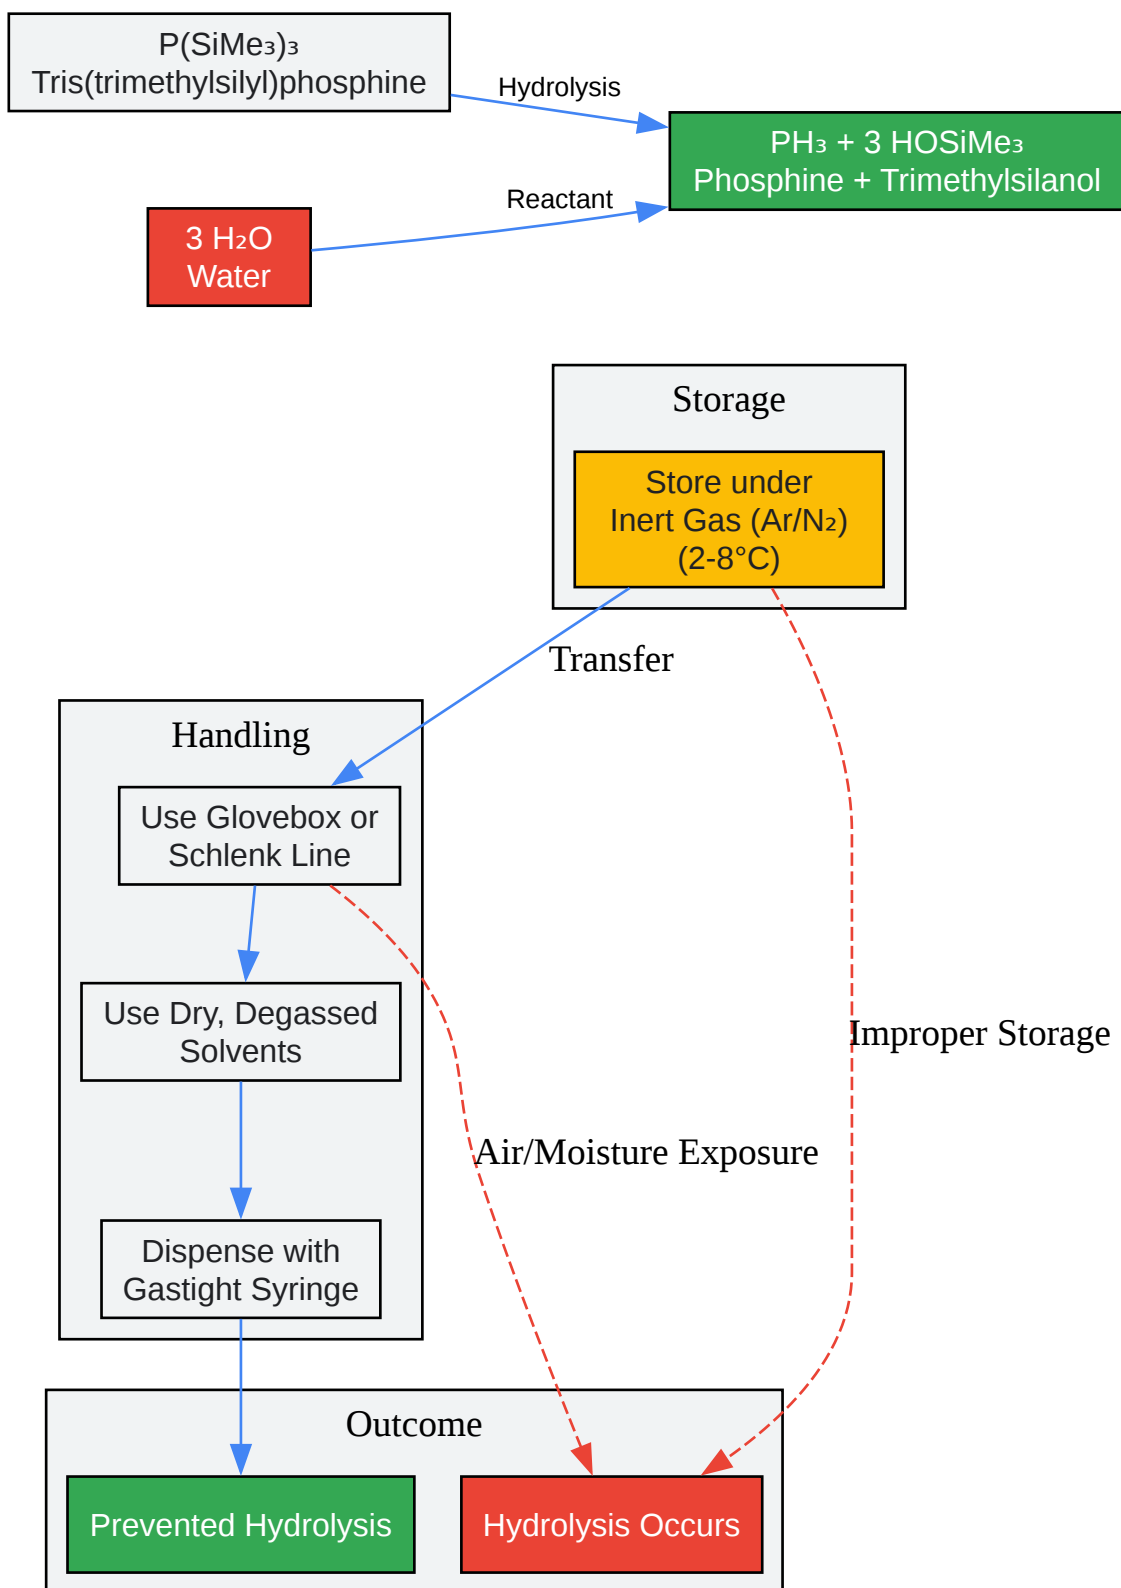 P(SiMe₃)₃
Tris(trimethylsilyl)phosphine
Hydrolysis
PH₃ + 3 HOSiMe₃
Phosphine + Trimethylsilanol
Reactant
3 H₂O
Water
Storage
Store under
Inert Gas (Ar/N₂)
(2-8°C)
Transfer
Handling
Use Glovebox or
Schlenk Line
Use Dry, Degassed
Solvents
Improper Storage
Air/Moisture Exposure
Dispense with
Gastight Syringe
Outcome
Prevented Hydrolysis
Hydrolysis Occurs